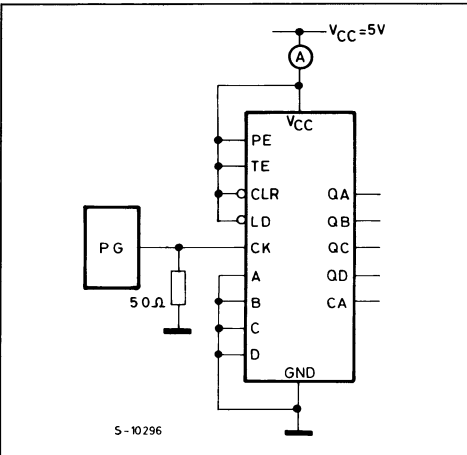 VCC=5V
A
VCC
PE
TE
CLR QA
LD QB
PG CK QC
A QD
50Ω B CA
C
D
GND
S-10296